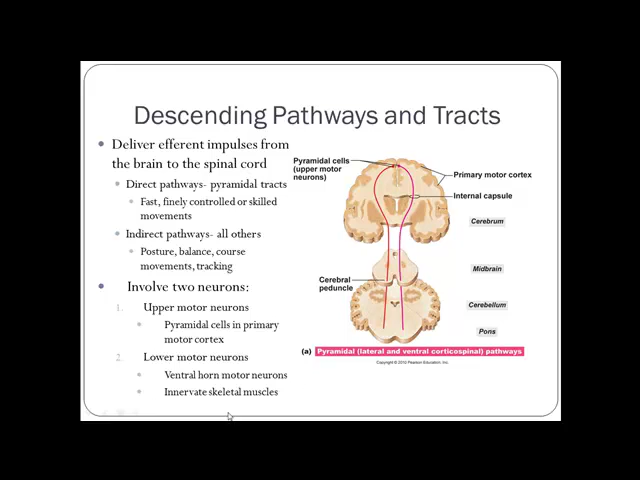 Descending Pathways and Tracts
Deliver efferent impulses from
the brain to the spinal cord
Direct pathways- pyramidal tracts
Fast, finely controlled or skilled
movements
Indirect pathways- all others
Posture, balance, course
movements, tracking
Involve two neurons:
1. Upper motor neurons
Pyramidal cells in primary
motor cortex
2. Lower motor neurons
Ventral horn motor neurons
Innervate skeletal muscles
Pyramidal cells
(upper motor
neurons)
Primary motor cortex
Internal capsule
Cerebrum
Midbrain
Cerebral
peduncle
Cerebellum
Pons
(a) Pyramidal (lateral and ventral corticospinal) pathways
Copyright © 2010 Pearson Education, Inc.